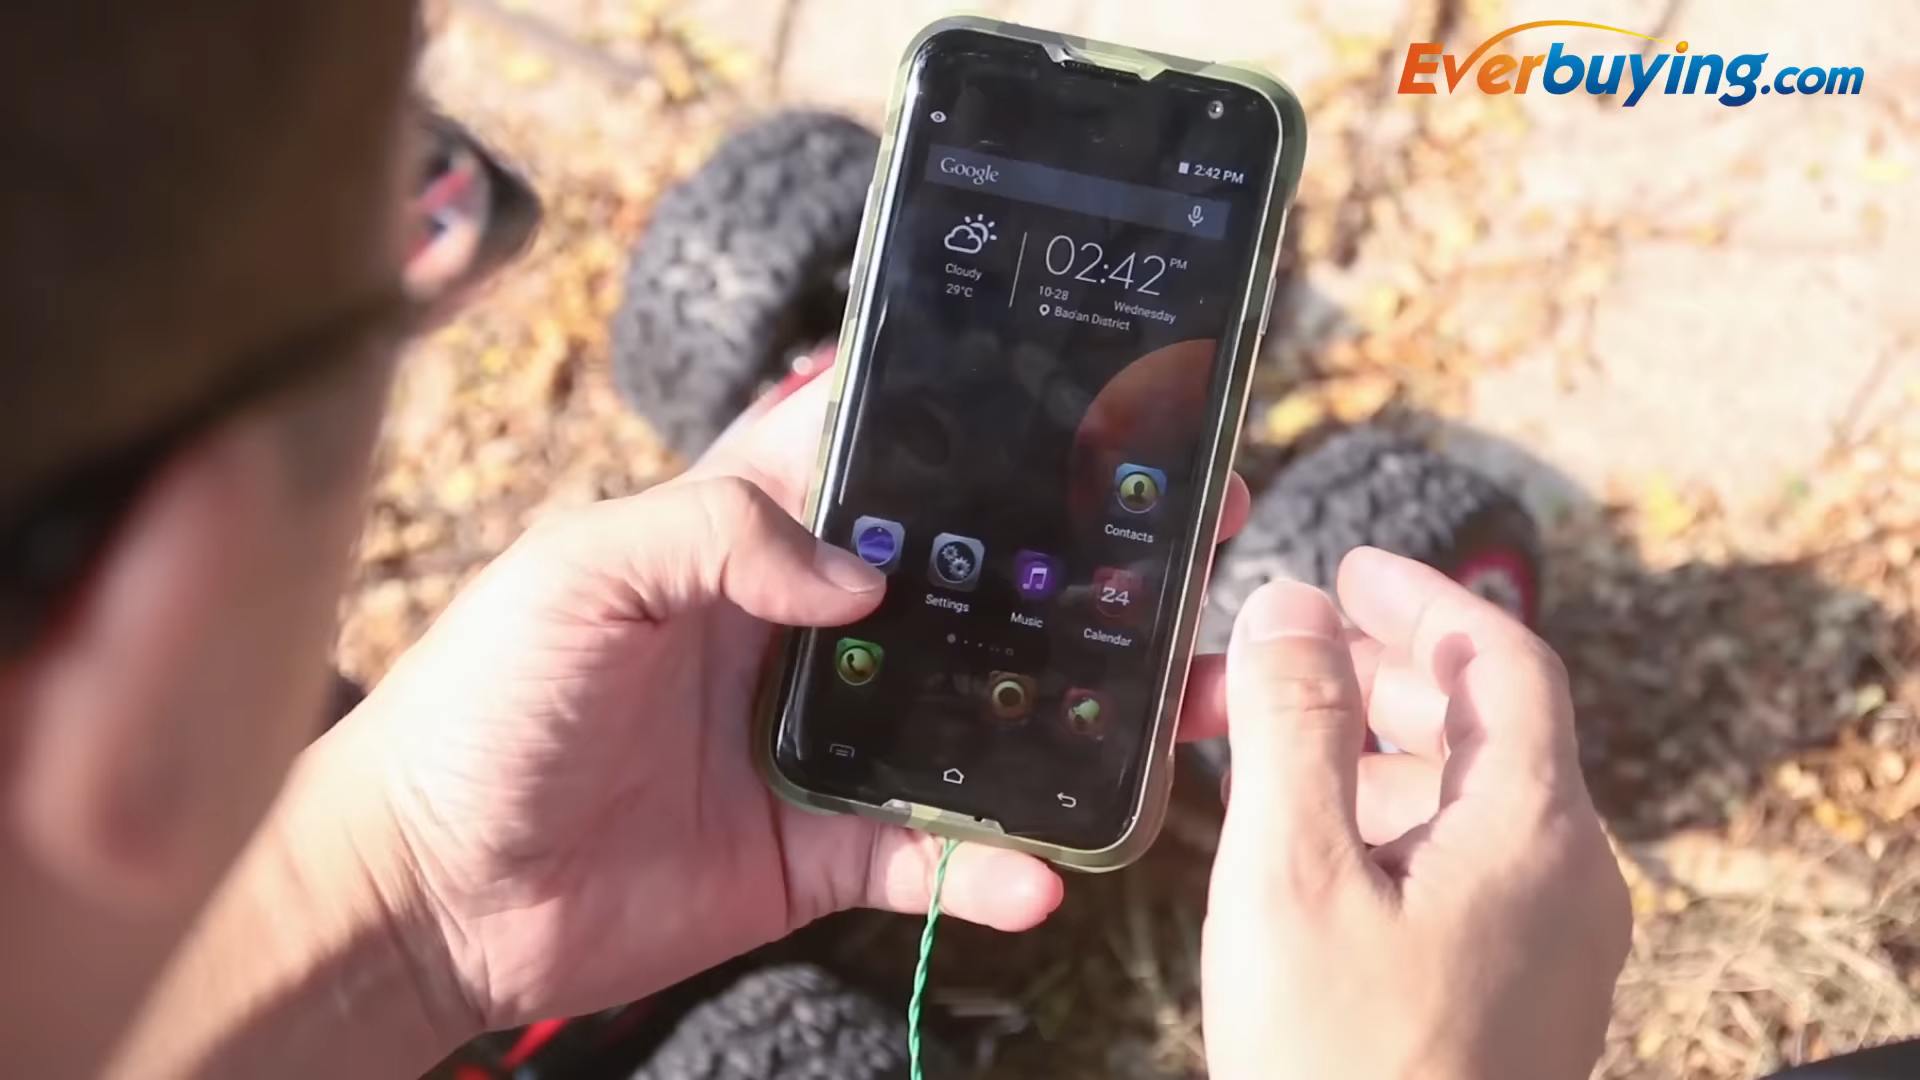 Everbuying.com
Google
2:42 PM
Cloudy
29°C
02:42 PM
10-28
Wednesday
Bao'an District
Contacts
Settings
Music
24
Calendar